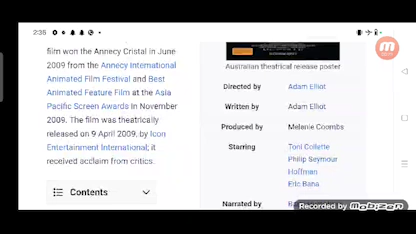 2:38
film won the Annecy Cristal in June
2009 from the Annecy International
Animated Film Festival and Best
Animated Feature Film at the Asia
Pacific Screen Awards in November
2009. The film was theatrically
released on 9 April 2009, by Icon
Entertainment International; it
received acclaim from critics.
Contents
Australian theatrical release poster
Directed by Adam Elliot
Written by Adam Elliot
Produced by Melanie Coombs
Starring Toni Collette
Philip Seymour
Hoffman
Eric Bana
Narrated by
Recorded by
Mobizen